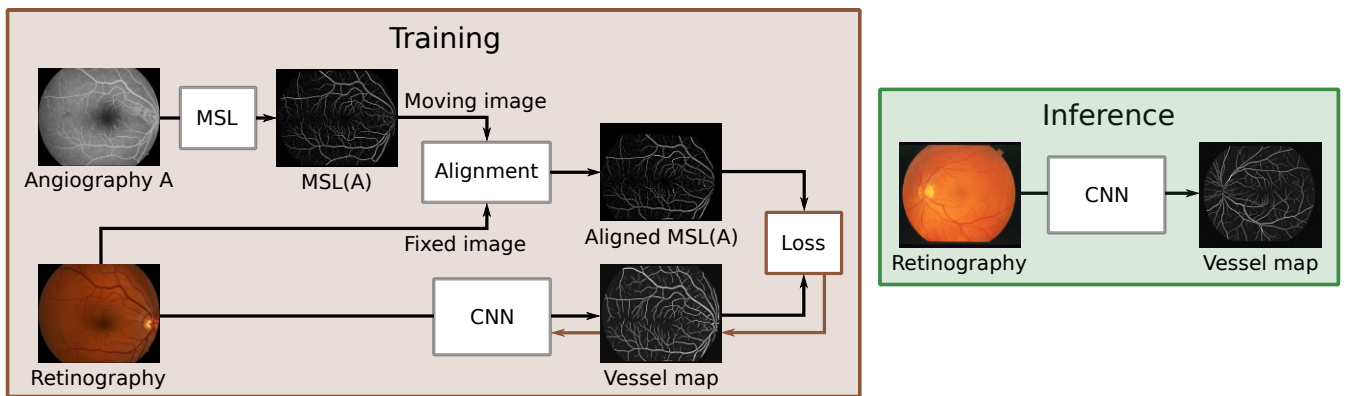 Training
Angiography A
MSL
MSL(A)
Moving image
Alignment
Fixed image
Aligned MSL(A)
Loss
Retinography
CNN
Vessel map
Inference
Retinography
CNN
Vessel map